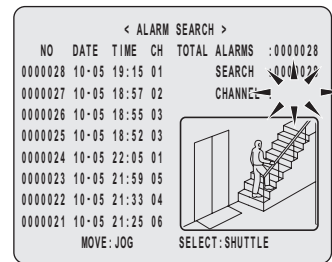 < ALARM SEARCH >
NO DATE TIME CH TOTAL ALARMS :0000028
0000028 10-05 19:15 01 SEARCH :0000028
0000027 10-05 18:57 02 CHANNEL :
0000026 10-05 18:55 03
0000025 10-05 18:52 03
0000024 10-05 22:05 01
0000023 10-05 21:59 05
0000022 10-05 21:33 04
0000021 10-05 21:25 06
MOVE:JOG SELECT:SHUTTLE